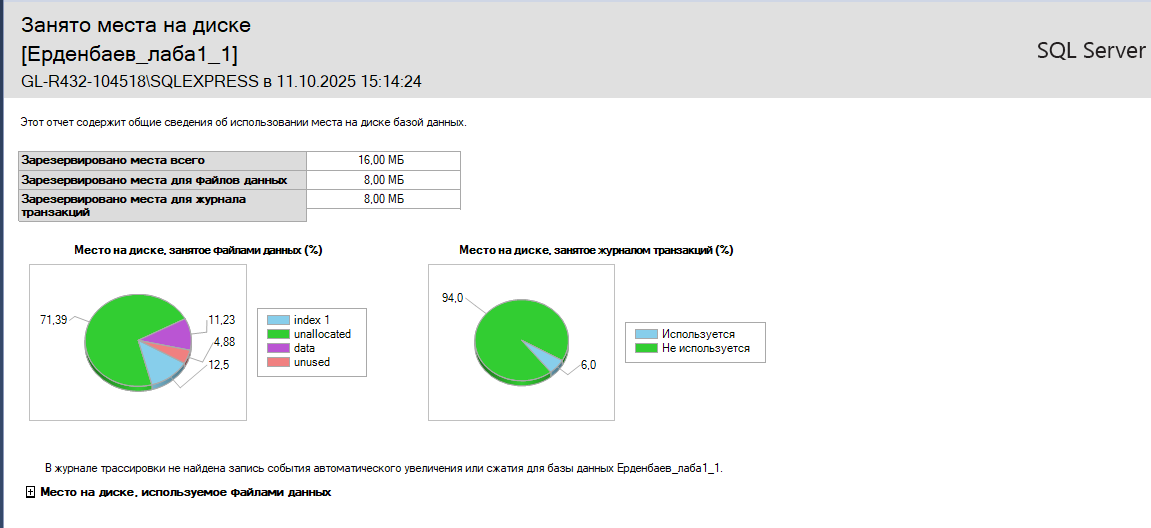 Занято места на диске
[Ерденбаев_лаба1_1]
SQL Server
GL-R432-104518\SQLEXPRESS в 11.10.2025 15:14:24
Этот отчет содержит общие сведения об использовании места на диске базой данных.
Зарезервировано места всего 16,00 МБ
Зарезервировано места для файлов данных 8,00 МБ
Зарезервировано места для журнала 8,00 МБ
транзакций
Место на диске, занятое файлами данных (%)
71,39
11,23
4,88
12,5
index 1
unallocated
data
unused
Место на диске, занятое журналом транзакций (%)
94,0
6,0
Используется
Не используется
В журнале трассировки не найдена запись события автоматического увеличения или сжатия для базы данных Ерденбаев_лаба1_1.
Место на диске, используемое файлами данных